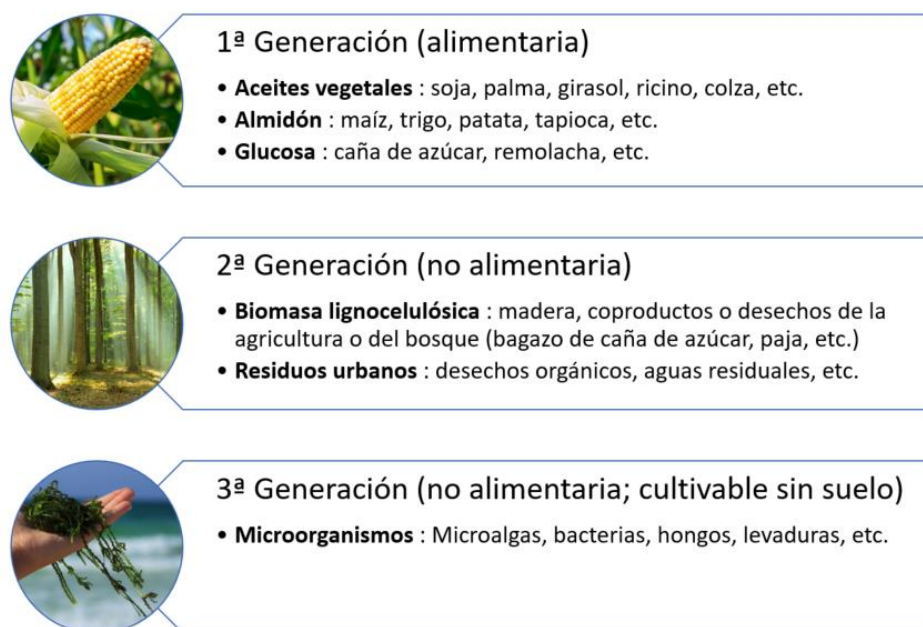 1ª Generación (alimentaria)
• Aceites vegetales : soja, palma, girasol, ricino, colza, etc.
• Almidón : maíz, trigo, patata, tapioca, etc.
• Glucosa : caña de azúcar, remolacha, etc.
2ª Generación (no alimentaria)
• Biomasa lignocelulósica : madera, coproductos o desechos de la
agricultura o del bosque (bagazo de caña de azúcar, paja, etc.)
• Residuos urbanos : desechos orgánicos, aguas residuales, etc.
3ª Generación (no alimentaria; cultivable sin suelo)
• Microorganismos : Microalgas, bacterias, hongos, levaduras, etc.